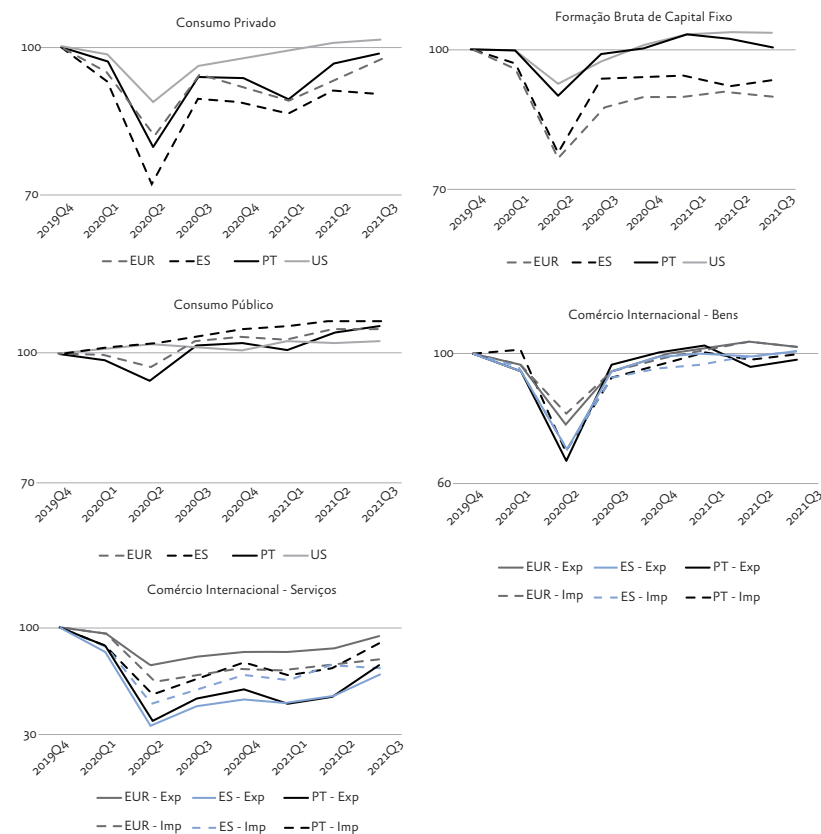 Consumo Privado
100
70
2019Q4 2020Q1 2020Q2 2020Q3 2020Q4 2021Q1 2021Q2 2021Q3
EUR ES PT US
Formação Bruta de Capital Fixo
100
70
2019Q4 2020Q1 2020Q2 2020Q3 2020Q4 2021Q1 2021Q2 2021Q3
EUR ES PT US
Consumo Público
100
70
2019Q4 2020Q1 2020Q2 2020Q3 2020Q4 2021Q1 2021Q2 2021Q3
EUR ES PT US
Comércio Internacional - Bens
100
60
2019Q4 2020Q1 2020Q2 2020Q3 2020Q4 2021Q1 2021Q2 2021Q3
EUR - Exp ES - Exp PT - Exp
EUR - Imp ES - Imp PT - Imp
Comércio Internacional - Serviços
100
30
2019Q4 2020Q1 2020Q2 2020Q3 2020Q4 2021Q1 2021Q2 2021Q3
EUR - Exp ES - Exp PT - Exp
EUR - Imp ES - Imp PT - Imp